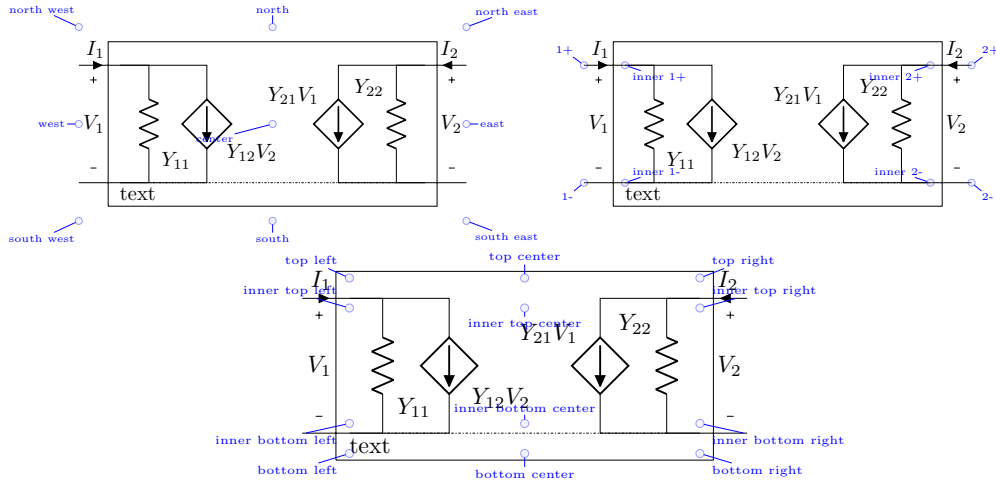 north west
north
north east
I1
I2
+
+
Y21V1
Y22
west
V1
center
V2
east
Y12V2
Y11
−
−
text
south west
south
south east
1+
I1
I2
2+
inner 1+
inner 2+
+
+
Y21V1
Y22
V1
V2
Y11
Y12V2
−
−
inner 1-
inner 2-
1-
text
2-
top left
top center
top right
I1
I2
inner top left
inner top right
+
+
inner top center
Y21V1
Y22
V1
V2
Y11
Y12V2
inner bottom center
−
−
inner bottom left
inner bottom right
text
bottom left
bottom center
bottom right